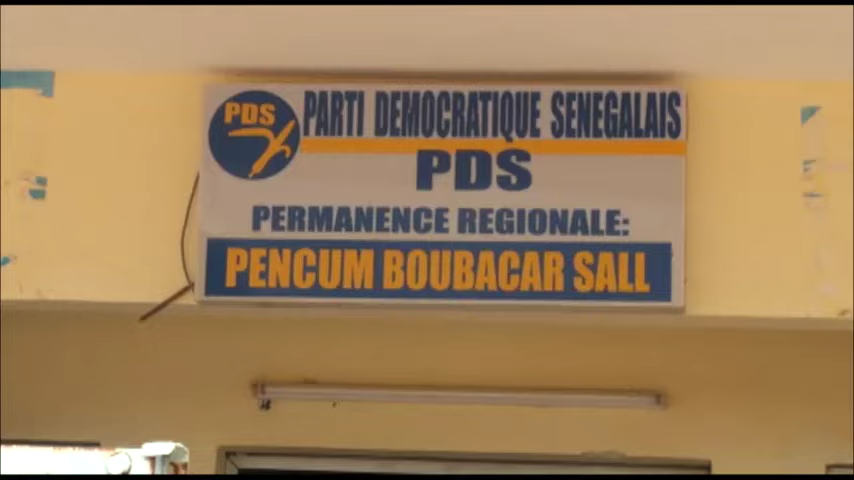 PDS
PARTI DEMOCRATIQUE SENEGALAIS
PDS
PERMANENCE REGIONALE:
PENCUM BOUBACAR SALL